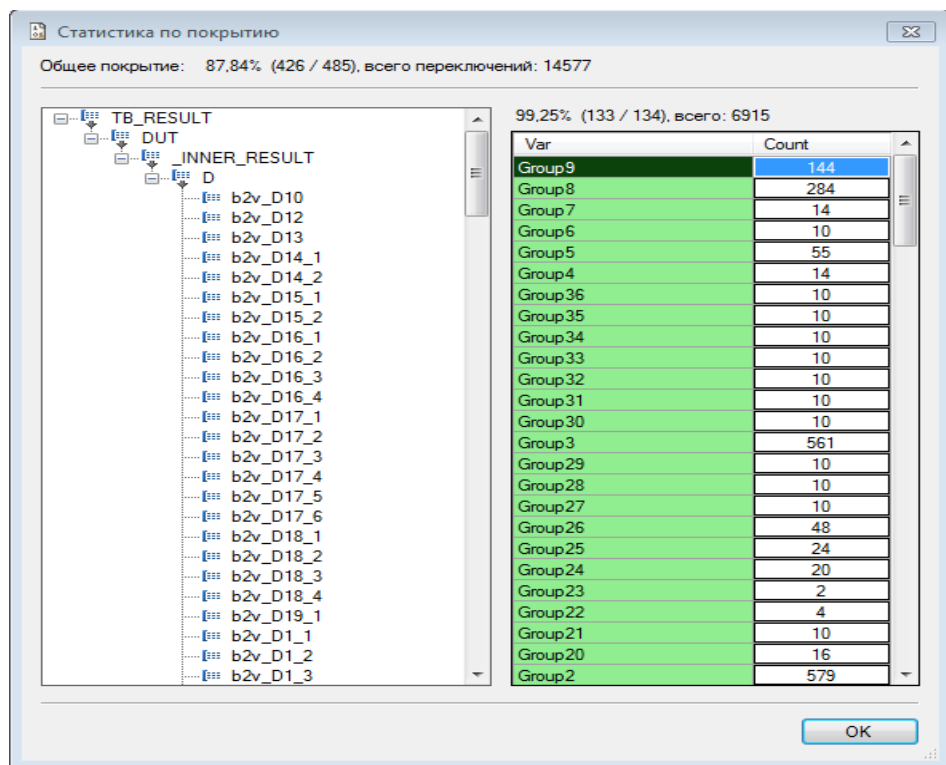 Статистика по покрытию
Общее покрытие: 87,84% (426 / 485), всего переключений: 14577
TB_RESULT
DUT
_INNER_RESULT
D
b2v_D10
b2v_D12
b2v_D13
b2v_D14_1
b2v_D14_2
b2v_D15_1
b2v_D15_2
b2v_D16_1
b2v_D16_2
b2v_D16_3
b2v_D16_4
b2v_D17_1
b2v_D17_2
b2v_D17_3
b2v_D17_4
b2v_D17_5
b2v_D17_6
b2v_D18_1
b2v_D18_2
b2v_D18_3
b2v_D18_4
b2v_D19_1
b2v_D1_1
b2v_D1_2
b2v_D1_3
99,25% (133 / 134), всего: 6915
Var Count
Group9 144
Group8 284
Group7 14
Group6 10
Group5 55
Group4 14
Group36 10
Group35 10
Group34 10
Group33 10
Group32 10
Group31 10
Group30 10
Group3 561
Group29 10
Group28 10
Group27 10
Group26 48
Group25 24
Group24 20
Group23 2
Group22 4
Group21 10
Group20 16
Group2 579
OK